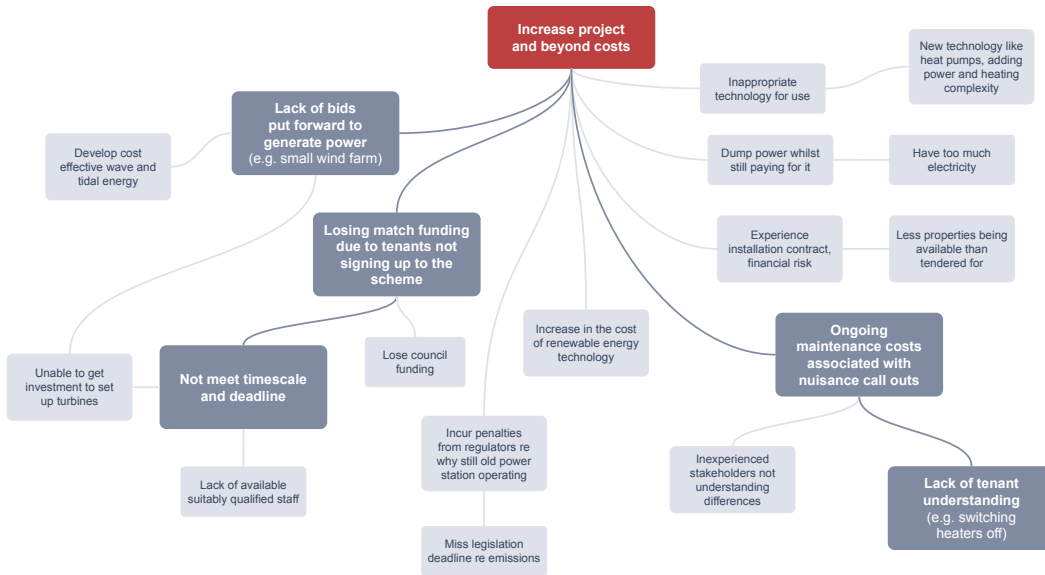 Increase project
and beyond costs
New technology like
heat pumps, adding
power and heating
complexity
Inappropriate
technology for use
Lack of bids
put forward to
generate power
(e.g. small wind farm)
Develop cost
effective wave and
tidal energy
Dump power whilst
still paying for it
Have too much
electricity
Losing match funding
due to tenants not
signing up to the
scheme
Experience
installation contract,
financial risk
Less properties being
available than
tendered for
Increase in the cost
of renewable energy
technology
Ongoing
maintenance costs
associated with
nuisance call outs
Lose council
funding
Unable to get
investment to set
up turbines
Not meet timescale
and deadline
Incur penalties
from regulators re
why still old power
station operating
Inexperienced
stakeholders not
understanding
differences
Lack of available
suitably qualified staff
Lack of tenant
understanding
(e.g. switching
heaters off)
Miss legislation
deadline re emissions